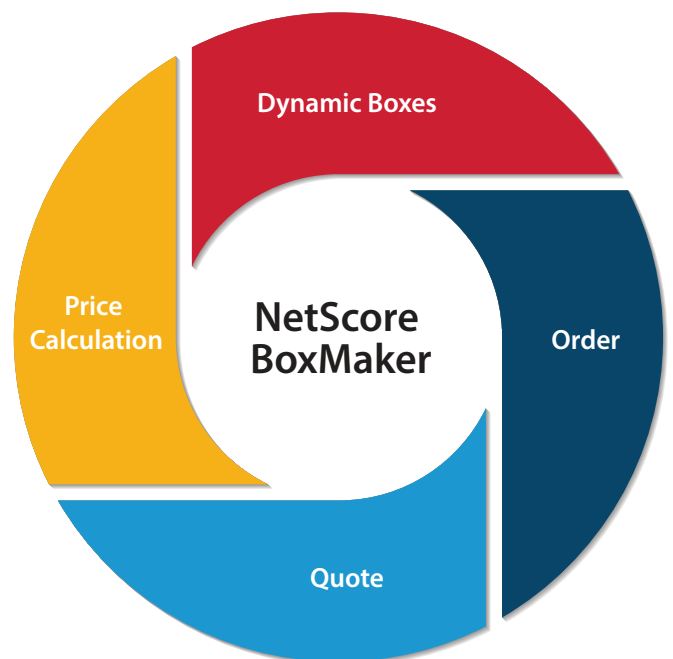 Dynamic Boxes
Price
Calculation
NetScore
BoxMaker
Order
Quote